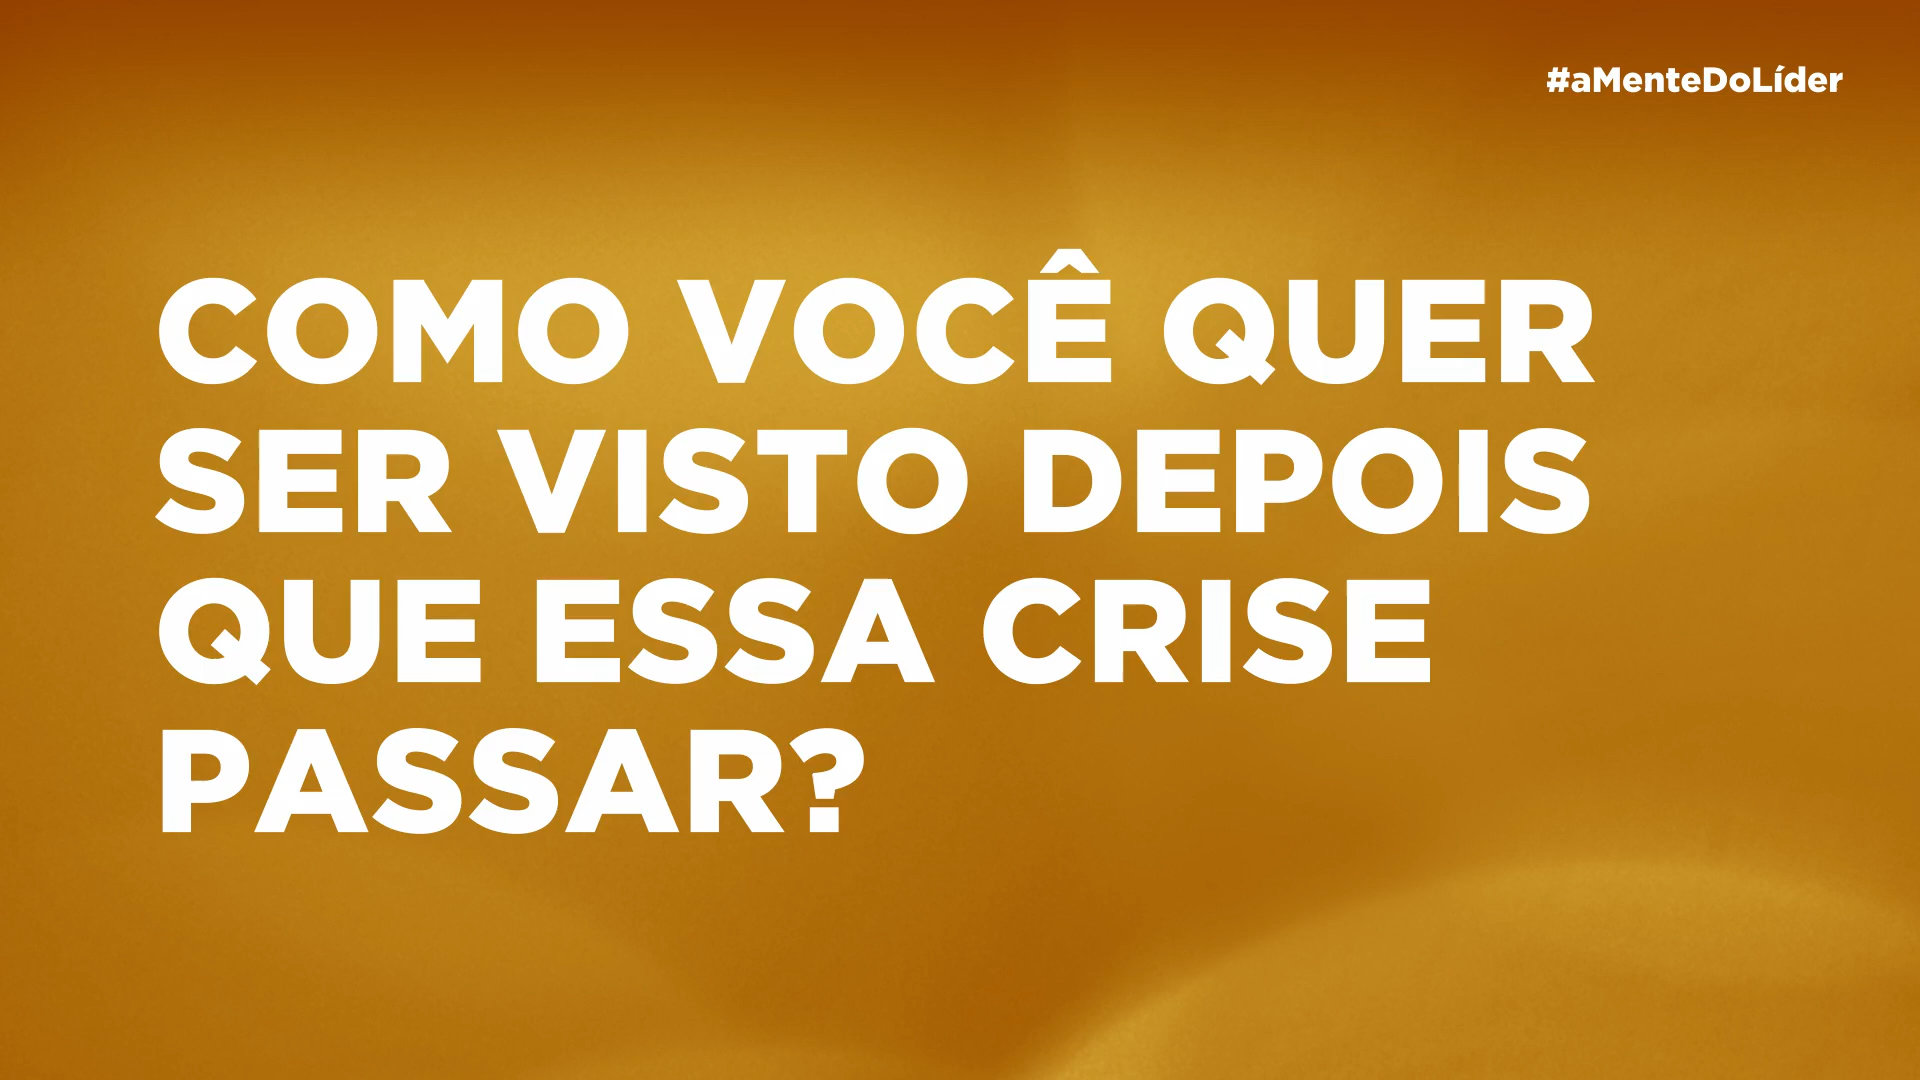 #aMenteDoLíder
COMO VOCÊ QUER
SER VISTO DEPOIS
QUE ESSA CRISE
PASSAR?